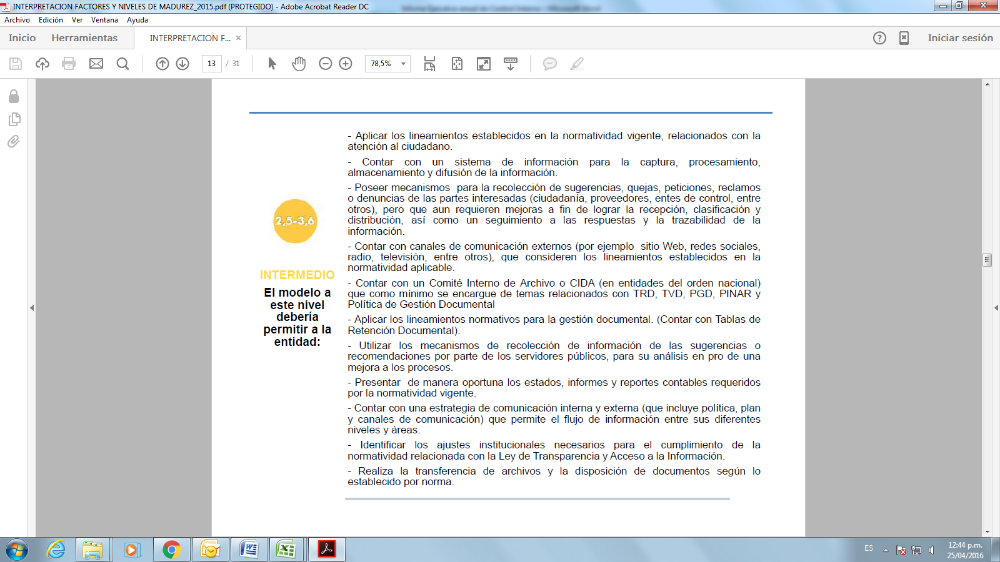 INTERPRETACION FACTORES Y NIVELES DE MADUREZ_2015.pdf (PROTEGIDO) - Adobe Acrobat Reader DC
Informe Ejecutivo anual de Control Interno - Microsoft Word
Archivo Edición Ver Ventana Ayuda
Inicio Herramientas INTERPRETACION F... × Iniciar sesión
13 / 31 78,5%
- Aplicar los lineamientos establecidos en la normatividad vigente, relacionados con la
atención al ciudadano.
- Contar con un sistema de información para la captura, procesamiento,
almacenamiento y difusión de la información.
- Poseer mecanismos para la recolección de sugerencias, quejas, peticiones, reclamos
o denuncias de las partes interesadas (ciudadanía, proveedores, entes de control, entre
otros), pero que aun requieren mejoras a fin de lograr la recepción, clasificación y
distribución, así como un seguimiento a las respuestas y la trazabilidad de la
información.
- Contar con canales de comunicación externos (por ejemplo sitio Web, redes sociales,
radio, televisión, entre otros), que consideren los lineamientos establecidos en la
normatividad aplicable.
- Contar con un Comité Interno de Archivo o CIDA (en entidades del orden nacional)
que como mínimo se encargue de temas relacionados con TRD, TVD, PGD, PINAR y
Política de Gestión Documental
- Aplicar los lineamientos normativos para la gestión documental. (Contar con Tablas de
Retención Documental).
- Utilizar los mecanismos de recolección de información de las sugerencias o
recomendaciones por parte de los servidores públicos, para su análisis en pro de una
mejora a los procesos.
- Presentar de manera oportuna los estados, informes y reportes contables requeridos
por la normatividad vigente.
- Contar con una estrategia de comunicación interna y externa (que incluye política, plan
y canales de comunicación) que permite el flujo de información entre sus diferentes
niveles y áreas.
- Identificar los ajustes institucionales necesarios para el cumplimiento de la
normatividad relacionada con la Ley de Transparencia y Acceso a la Información.
- Realiza la transferencia de archivos y la disposición de documentos según lo
establecido por norma.
2,5-3,6
INTERMEDIO
El modelo a
este nivel
debería
permitir a la
entidad:
ES
12:44 p.m.
25/04/2016